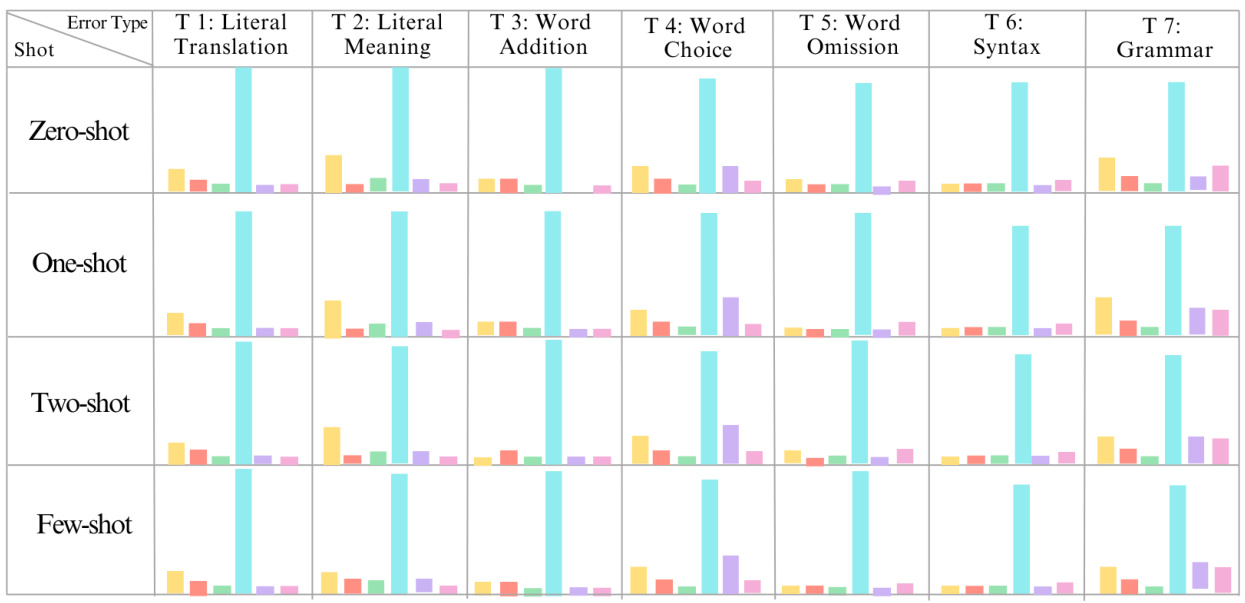 Error Type
Shot
T 1: Literal
Translation
T 2: Literal
Meaning
T 3: Word
Addition
T 4: Word
Choice
T 5: Word
Omission
T 6:
Syntax
T 7:
Grammar
Zero-shot
One-shot
Two-shot
Few-shot